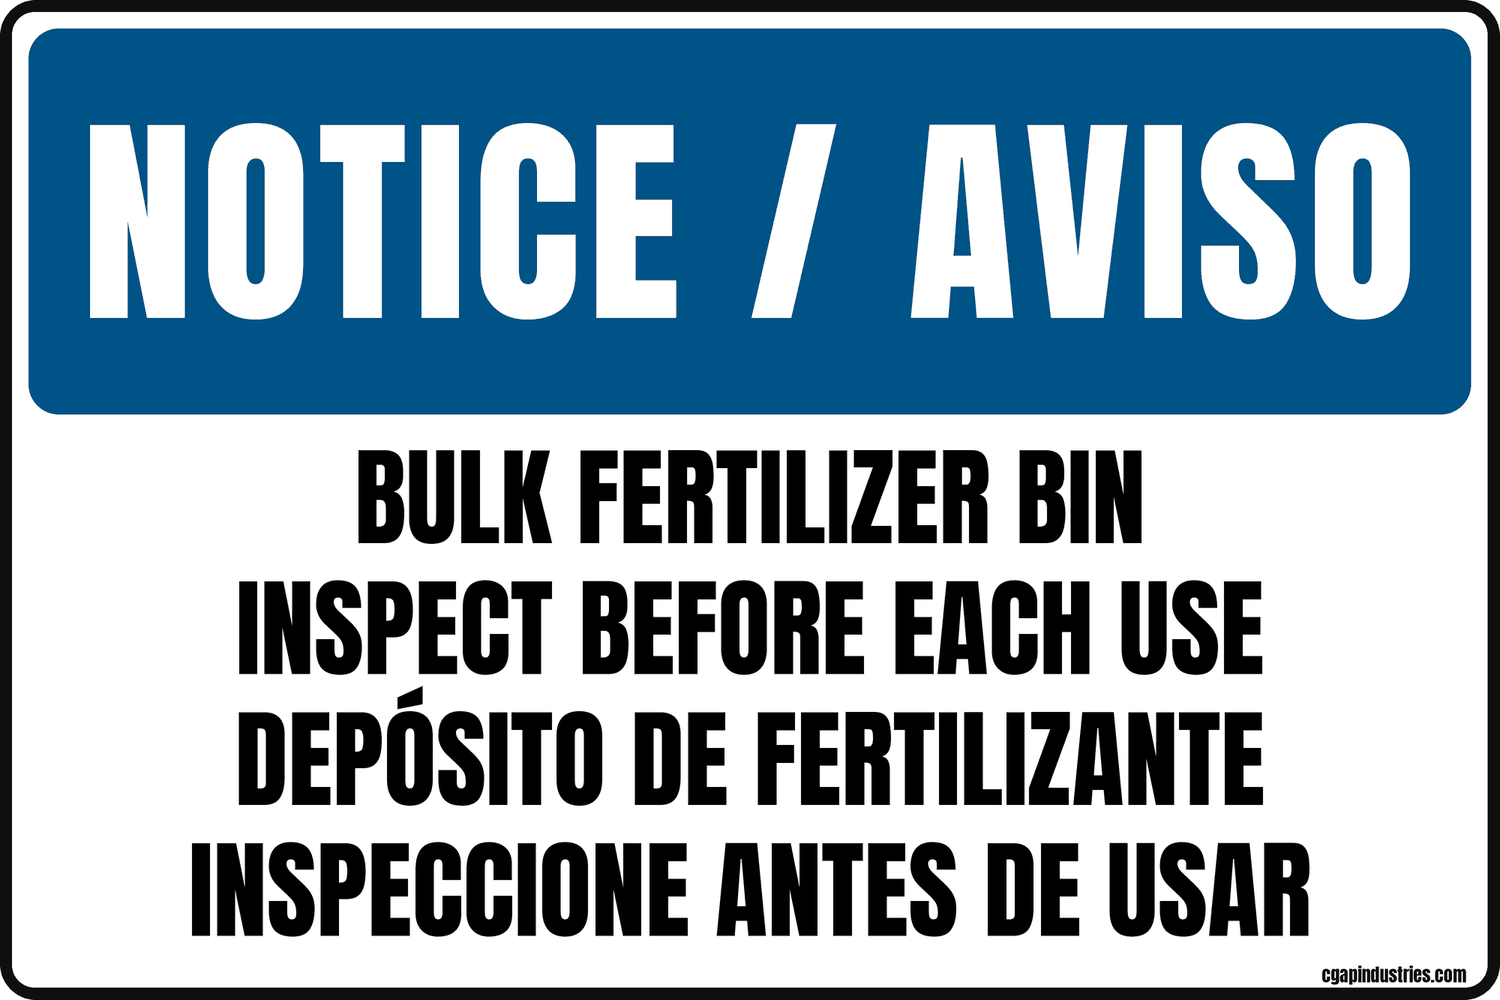 NOTICE / AVISO
BULK FERTILIZER BIN
INSPECT BEFORE EACH USE
DEPÓSITO DE FERTILIZANTE
INSPECCIONE ANTES DE USAR
cgapindustries.com